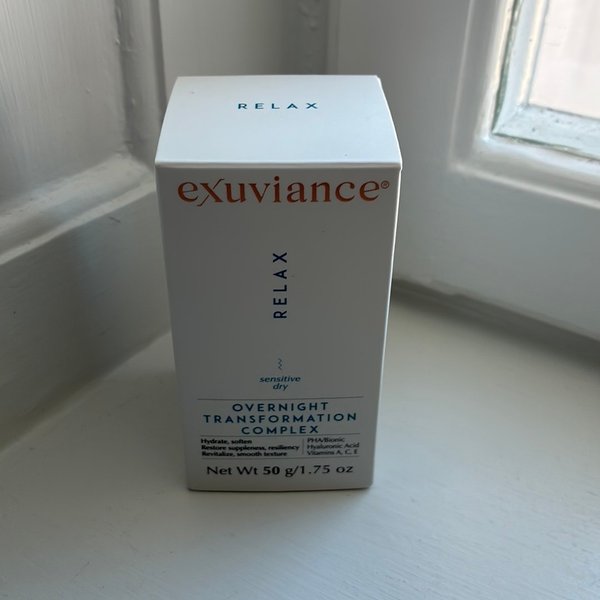 RELAX
exuviance®
RELAX
sensitive
dry
OVERNIGHT
TRANSFORMATION
COMPLEX
Hydrate, soften
Restore suppleness, resiliency
Revitalize, smooth texture
PHA/Bionic
Hyaluronic Acid
Vitamins A, C, E
Net Wt 50 g/1.75 oz